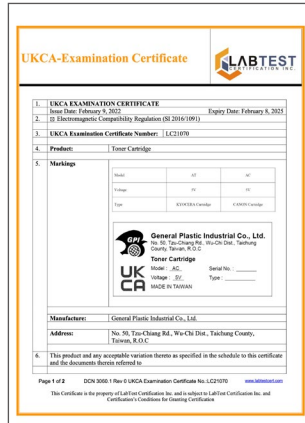 UKCA-Examination Certificate
LABTEST
CERTIFICATION INC.
1. UKCA EXAMINATION CERTIFICATE
Issue Date: February 9, 2022 Expiry Date: February 8, 2025
2. ☒ Electromagnetic Compatibility Regulation (SI 2016/1091)
3. UKCA Examination Certificate Number: LC21070
4. Product: Toner Cartridge
5. Markings
Model AT AC
Voltage 5V 5V
Type KYOCERA Cartridge CANON Cartridge
GPI
General Plastic Industrial Co., Ltd.
No. 50, Tzu-Chiang Rd., Wu-Chi Dist., Taichung
County, Taiwan, R.O.C
Toner Cartridge
UK
CA
Model : AC Serial No. :
Voltage : 5V Type :
MADE IN TAIWAN
Manufacture: General Plastic Industrial Co., Ltd.
Address: No. 50, Tzu-Chiang Rd., Wu-Chi Dist., Taichung County,
Taiwan, R.O.C
6. This product and any acceptable variation thereto as specified in the schedule to this certificate
and the documents therein referred to
Page 1 of 2 DCN 3060.1 Rev 0 UKCA Examination Certificate No.:LC21070 www.labtestcert.com
This Certificate is the property of LabTest Certification Inc. and is subject to LabTest Certification Inc. and
Certification's Conditions for Granting Certification